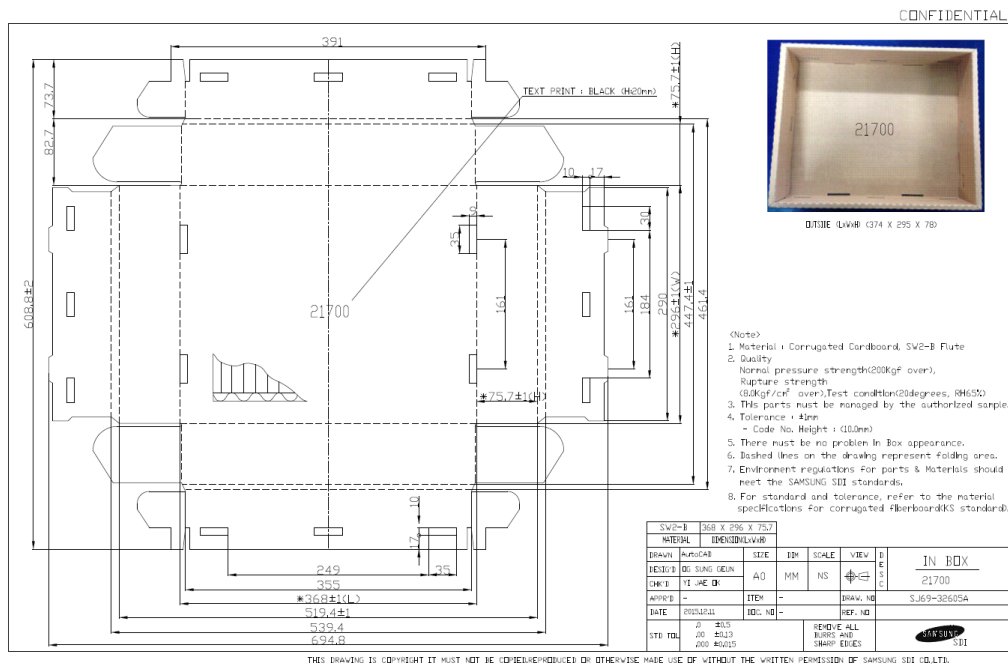 CONFIDENTIAL
391
73.7
82.7
*75.7±1(H)
TEXT PRINT : BLACK (H≥20mm)
21700
OUTSIDE (LxWxH) (374 X 295 X 78)
10
17
30
35
161
161
184
290
*296±1(W)
447.4±1
461.4
608.8±2
21700
*75.7±1(H)
10
17
249
35
355
*368±1(L)
519.4±1
539.4
694.8
<Note>
1. Material : Corrugated Cardboard, SW2-B Flute
2. Quality
Normal pressure strength(200Kgf over),
Rupture strength
(8.0Kgf/cm² over),Test condition(20degrees, RH65%)
3. This parts must be managed by the authorized sample.
4. Tolerance : ±1mm
- Code No. Height : (10.0mm)
5. There must be no problem in Box appearance.
6. Dashed lines on the drawing represent folding area.
7. Environment regulations for parts & Materials should
meet the SAMSUNG SDI standards.
8. For standard and tolerance, refer to the material
specifications for corrugated fiberboard(KS standard).
SW2-B 368 X 296 X 75.7
MATERIAL DIMENSION(LxWxH)
DRAWN AutoCAD SIZE DIM SCALE VIEW DESC IN BOX
DESIG'D OG SUNG GEUN A0 MM NS 21700
CHK'D YI JAE OK
APPR'D - ITEM - DRAW. NO SJ69-32605A
DATE 2015.12.11 DOC. NO - REF. NO
STD TOL .0 ±0.5 REMOVE ALL
.00 ±0.13 BURRS AND
.000 ±0.015 SHARP EDGES
SAMSUNG SDI
THIS DRAWING IS COPYRIGHT IT MUST NOT BE COPIED,REPRODUCED OR OTHERWISE MADE USE OF WITHOUT THE WRITTEN PERMISSION OF SAMSUNG SDI CO.,LTD.